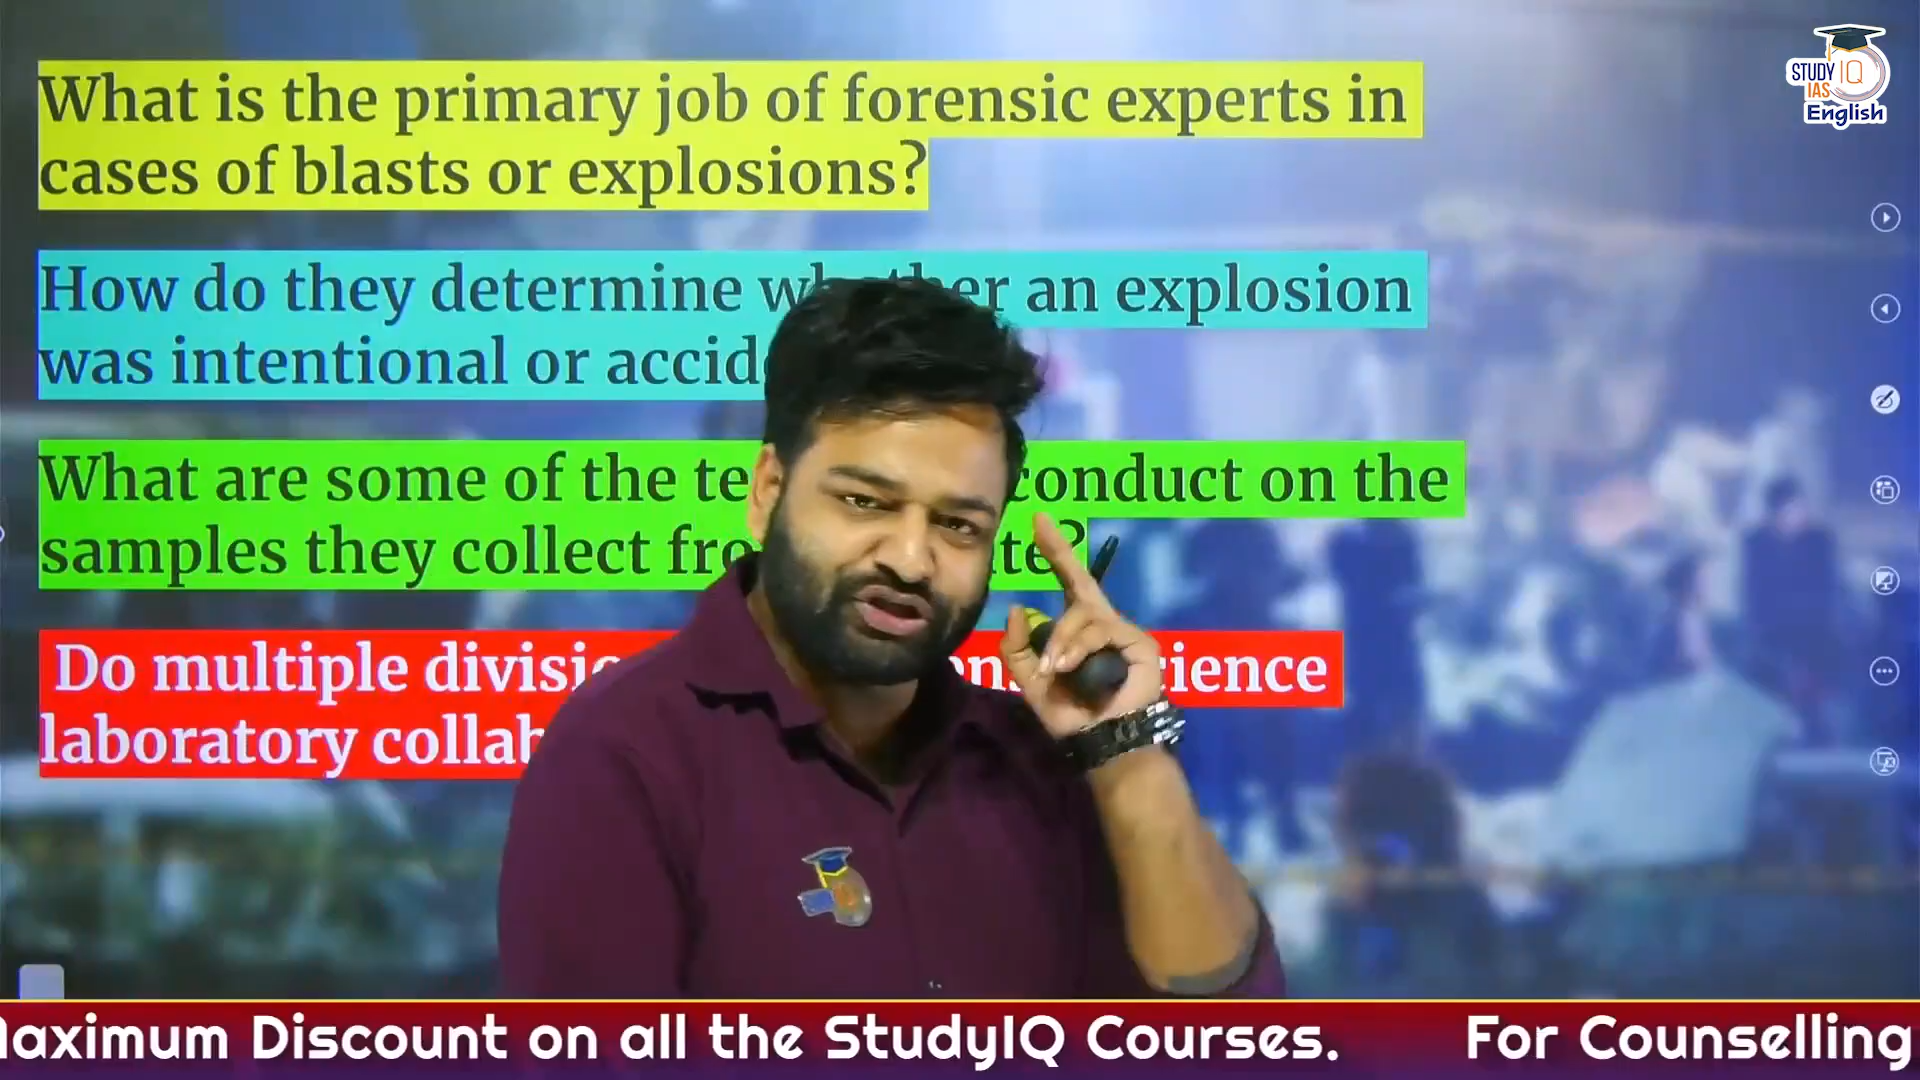 What is the primary job of forensic experts in
cases of blasts or explosions?
How do they determine an explosion
was intentional or
What are some of the conduct on the
samples they collect
Do multiple
laboratory
STUDY IQ
IAS
English
Maximum Discount on all the StudyIQ Courses. For Counselling